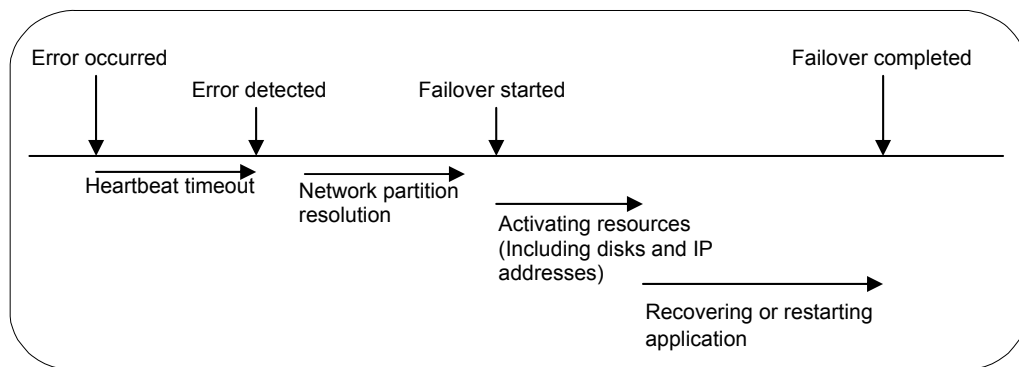 Error occurred
Failover completed
Error detected
Failover started
Heartbeat timeout
Network partition
resolution
Activating resources
(Including disks and IP
addresses)
Recovering or restarting
application